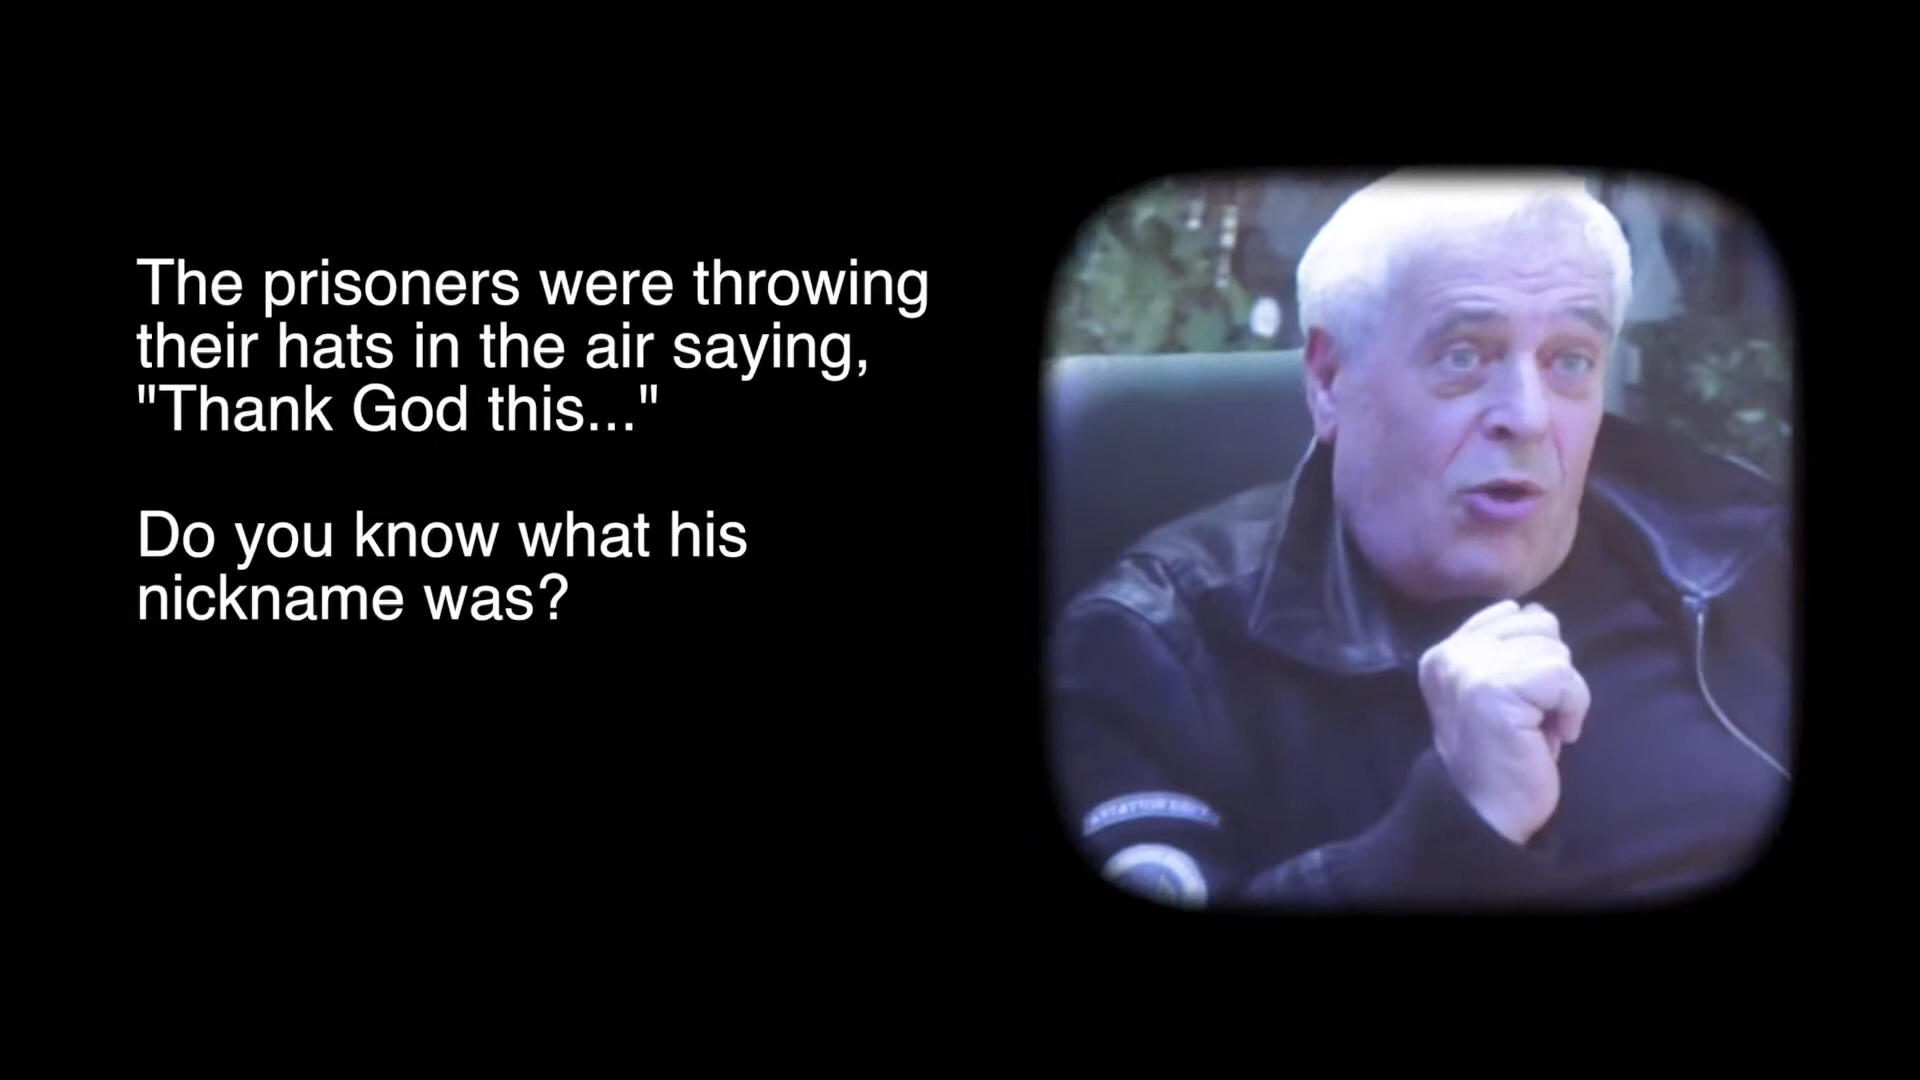 The prisoners were throwing
their hats in the air saying,
"Thank God this..."
Do you know what his
nickname was?